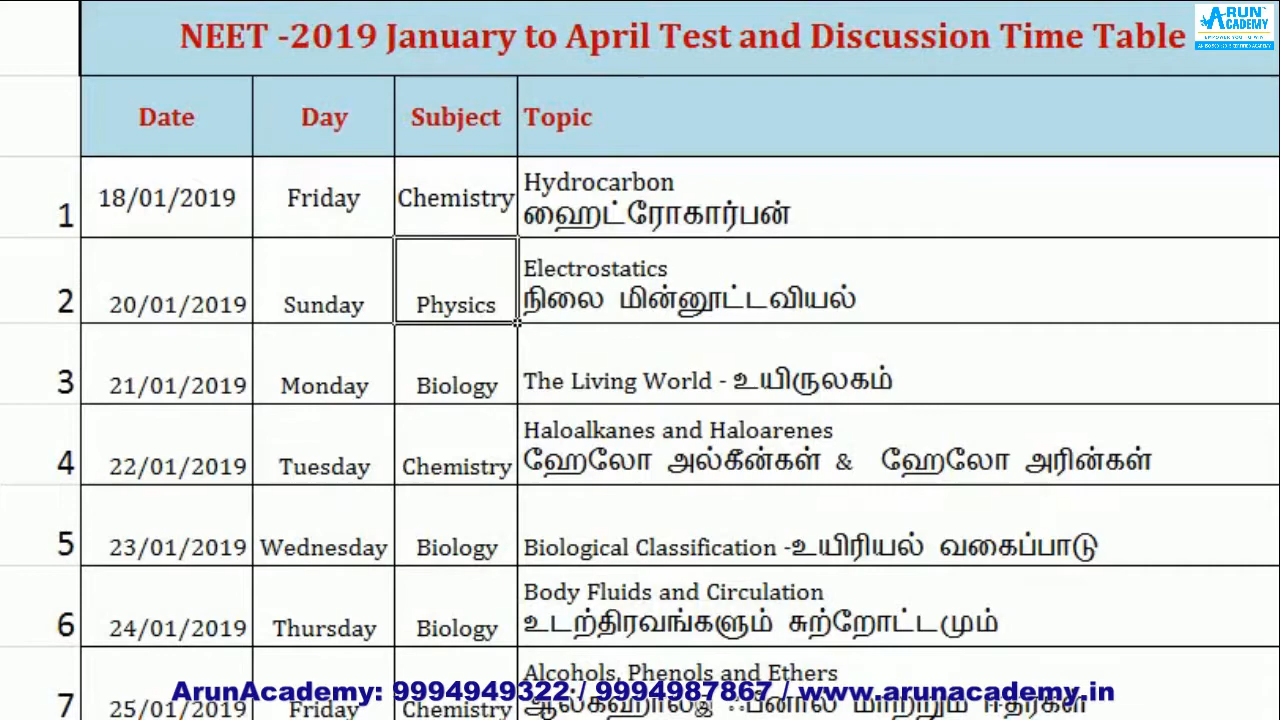 NEET -2019 January to April Test and Discussion Time Table
ARUN
ACADEMY
Date Day Subject Topic
1 18/01/2019 Friday Chemistry Hydrocarbon
ஹைட்ரோகார்பன்
2 20/01/2019 Sunday Physics Electrostatics
நிலை மின்னூட்டவியல்
3 21/01/2019 Monday Biology The Living World - உயிருலகம்
4 22/01/2019 Tuesday Chemistry Haloalkanes and Haloarenes
ஹேலோ அல்கீன்கள் & ஹேலோ அரின்கள்
5 23/01/2019 Wednesday Biology Biological Classification -உயிரியல் வகைப்பாடு
6 24/01/2019 Thursday Biology Body Fluids and Circulation
உடற்திரவங்களும் சுற்றோட்டமும்
7 25/01/2019 Friday Chemistry Alcohols, Phenols and Ethers
ArunAcademy: 9994949322 / 9994987867 / www.arunacademy.in